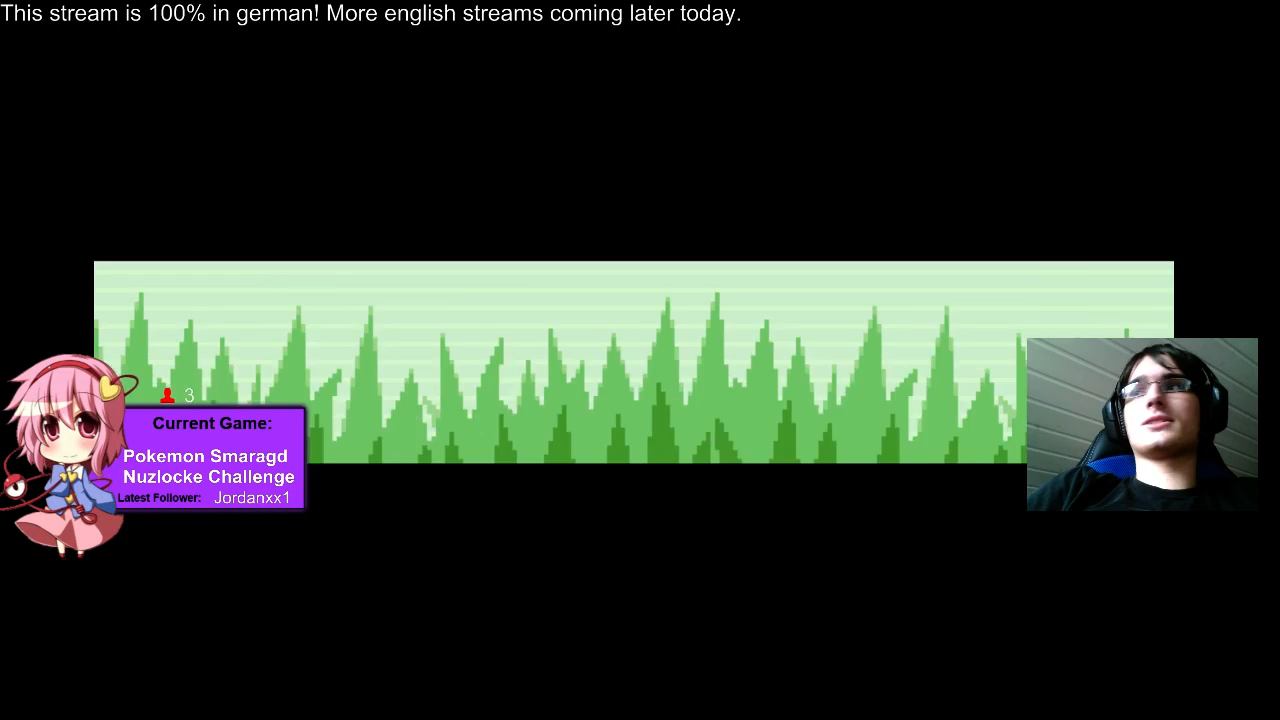 This stream is 100% in german! More english streams coming later today.
3
Current Game:
Pokemon Smaragd
Nuzlocke Challenge
Latest Follower: Jordanxx1